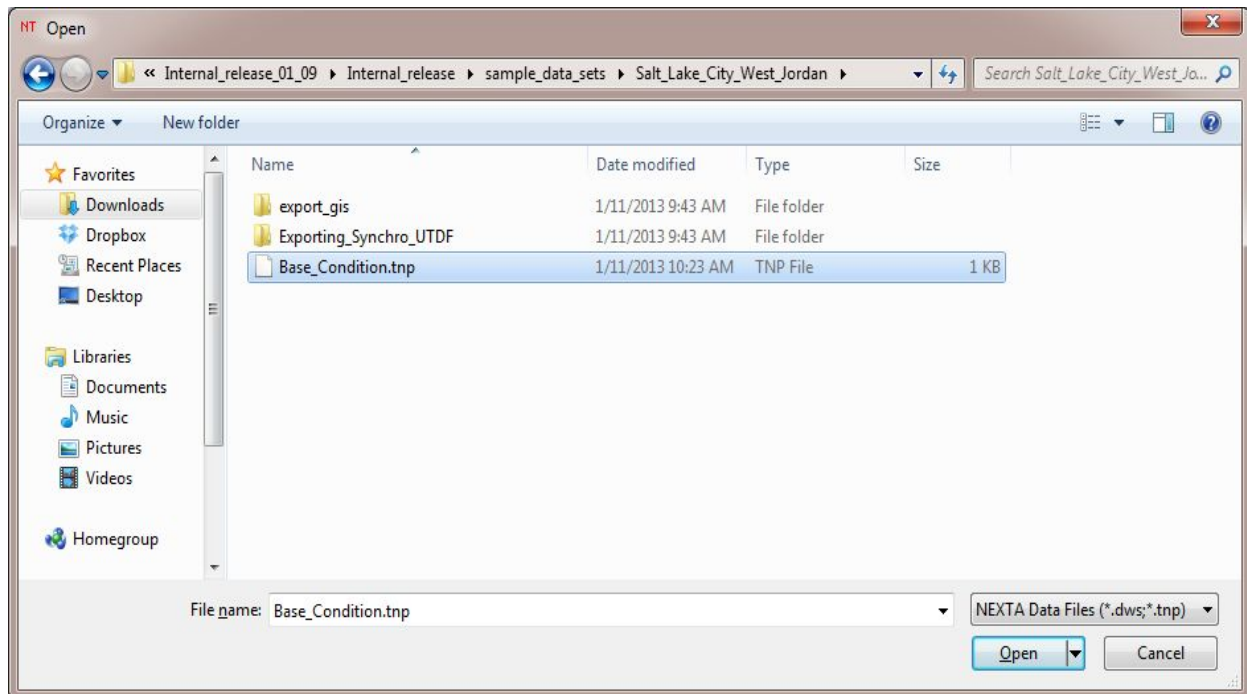 NT Open
« Internal_release_01_09 ▸ Internal_release ▸ sample_data_sets ▸ Salt_Lake_City_West_Jordan ▸ Search Salt_Lake_City_West_Jo...
Organize ▾ New folder
Name Date modified Type Size
Favorites
Downloads
Dropbox
Recent Places
Desktop
Libraries
Documents
Music
Pictures
Videos
Homegroup
export_gis 1/11/2013 9:43 AM File folder
Exporting_Synchro_UTDF 1/11/2013 9:43 AM File folder
Base_Condition.tnp 1/11/2013 10:23 AM TNP File 1 KB
File name: Base_Condition.tnp NEXTA Data Files (*.dws;*.tnp)
Open Cancel